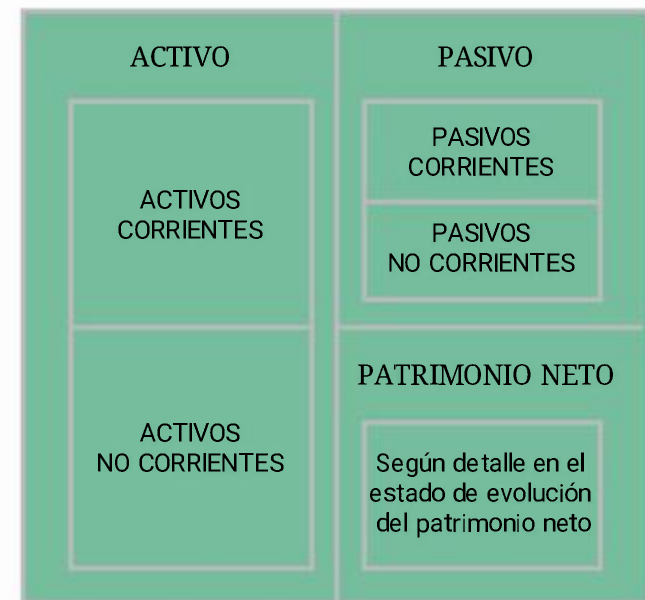 ACTIVO
ACTIVOS
CORRIENTES
ACTIVOS
NO CORRIENTES
PASIVO
PASIVOS
CORRIENTES
PASIVOS
NO CORRIENTES
PATRIMONIO NETO
Según detalle en el
estado de evolución
del patrimonio neto